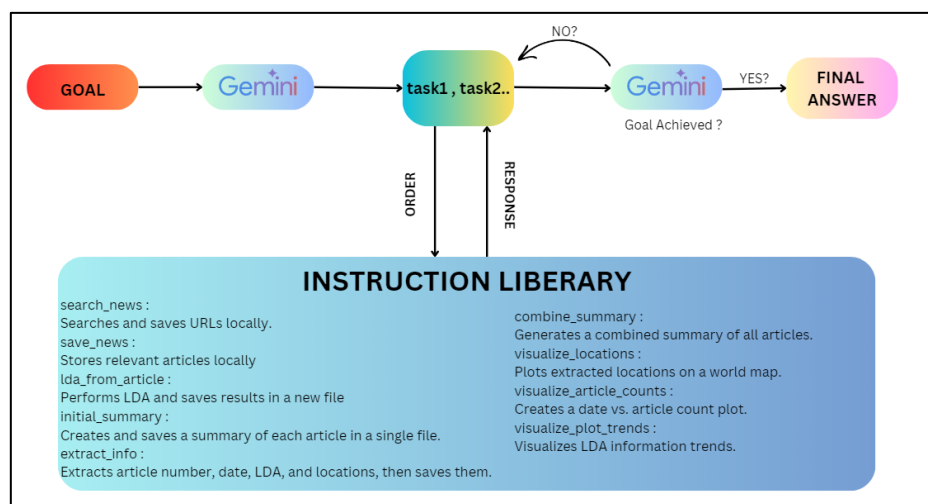 NO?
GOAL
Gemini
task1 , task2..
Gemini
YES?
FINAL
ANSWER
Goal Achieved ?
ORDER
RESPONSE
INSTRUCTION LIBERARY
search_news :
Searches and saves URLs locally.
save_news :
Stores relevant articles locally
lda_from_article :
Performs LDA and saves results in a new file
initial_summary :
Creates and saves a summary of each article in a single file.
extract_info :
Extracts article number, date, LDA, and locations, then saves them.
combine_summary :
Generates a combined summary of all articles.
visualize_locations :
Plots extracted locations on a world map.
visualize_article_counts :
Creates a date vs. article count plot.
visualize_plot_trends :
Visualizes LDA information trends.